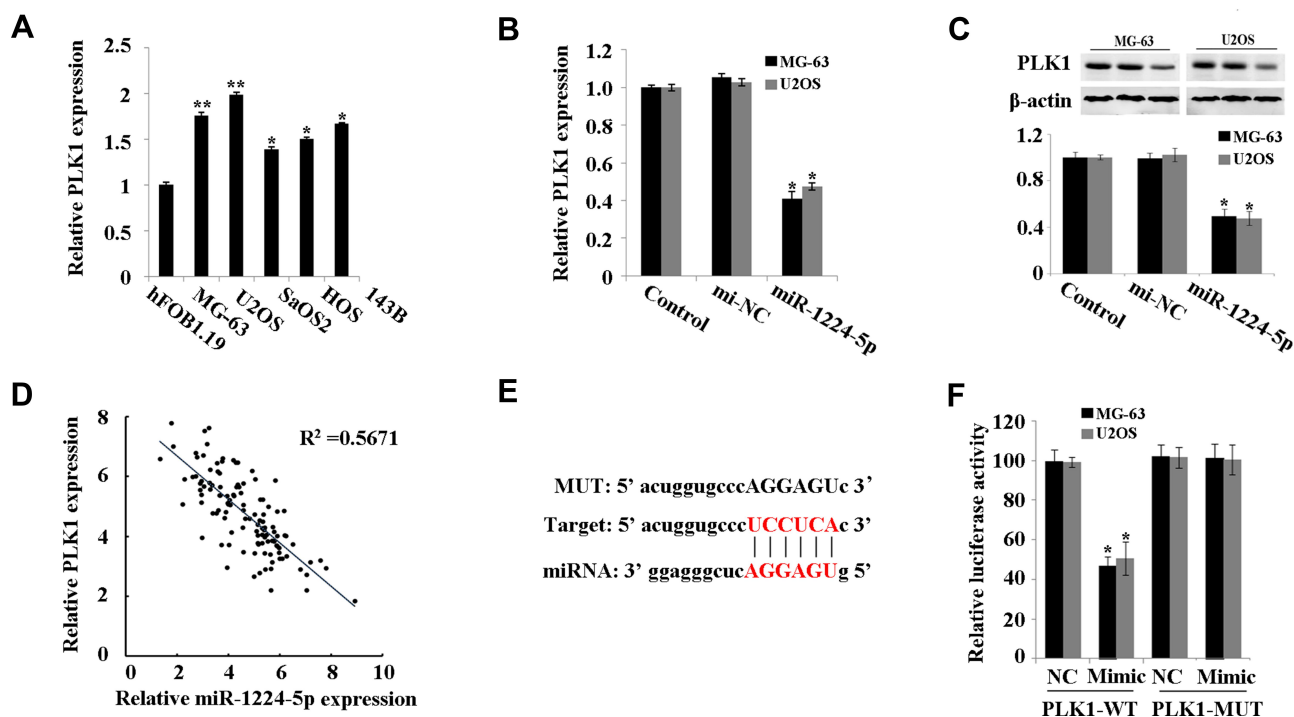 A
Relative PLK1 expression
2.5
2
1.5
1
0.5
0
**
**
*
*
*
hFOB1.19
MG-63
U2OS
SaOS2
HOS
143B
B
Relative PLK1 expression
1.2
1.0
0.8
0.6
0.4
0.2
0
MG-63
U2OS
* *
Control
mi-NC
miR-1224-5p
C
MG-63 U2OS
PLK1
β-actin
Relative PLK1 expression
1.2
0.8
0.4
0
MG-63
U2OS
* *
Control
mi-NC
miR-1224-5p
D
Relative PLK1 expression
8
6
4
2
0
R² =0.5671
0 2 4 6 8 10
Relative miR-1224-5p expression
E
MUT: 5’ acuggugcccAGGAGUc 3’
Target: 5’ acuggugcccUCCUCAc 3’
miRNA: 3’ ggagggcucAGGAGUg 5’
F
Relative luciferase activity
120
100
80
60
40
20
0
MG-63
U2OS
* *
NC Mimic NC Mimic
PLK1-WT PLK1-MUT